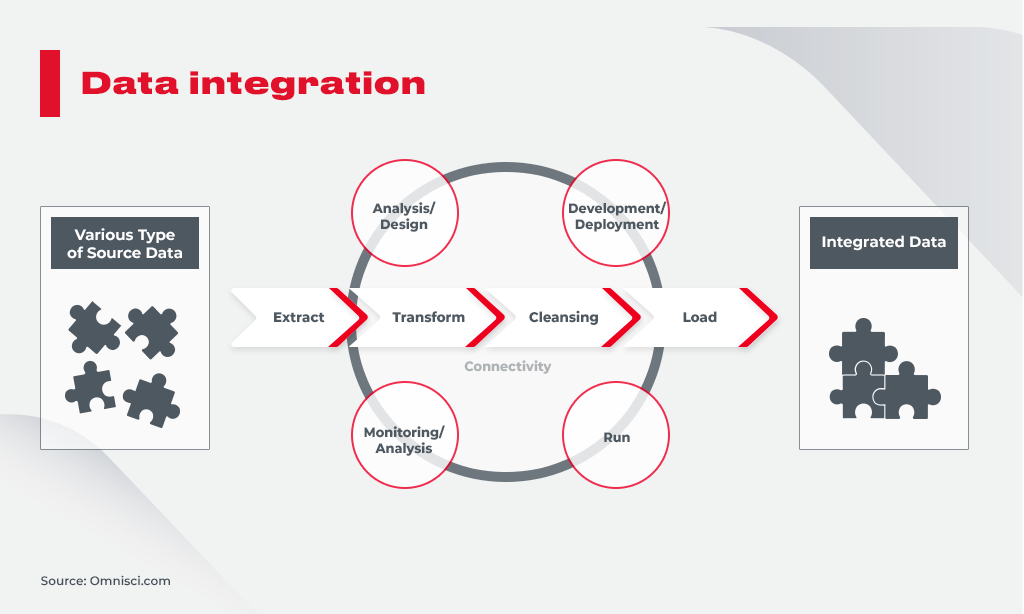 Data integration
Various Type
of Source Data
Analysis/
Design
Development/
Deployment
Integrated Data
Extract
Transform
Cleansing
Load
Connectivity
Monitoring/
Analysis
Run
Source: Omnisci.com